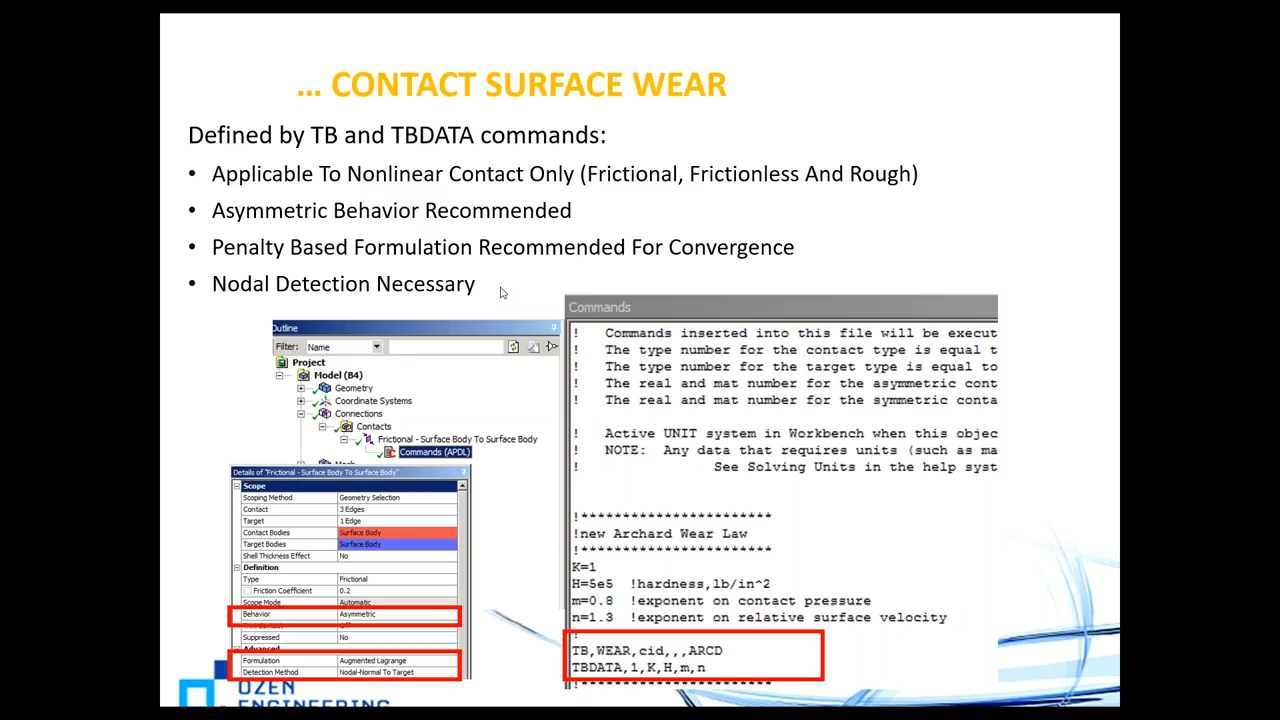 ... CONTACT SURFACE WEAR
Defined by TB and TBDATA commands:
• Applicable To Nonlinear Contact Only (Frictional, Frictionless And Rough)
• Asymmetric Behavior Recommended
• Penalty Based Formulation Recommended For Convergence
• Nodal Detection Necessary
Outline
Filter: Name
Project
Model (B4)
Geometry
Coordinate Systems
Connections
Contacts
Frictional - Surface Body To Surface Body
Commands (APDL)
Details of "Frictional - Surface Body To Surface Body"
Scope
Scoping Method Geometry Selection
Contact 3 Edges
Target 1 Edge
Contact Bodies Surface Body
Target Bodies Surface Body
Shell Thickness Effect No
Definition
Type Frictional
Friction Coefficient 0.2
Scope Mode Automatic
Behavior Asymmetric
Suppressed No
Advanced
Formulation Augmented Lagrange
Detection Method Nodal-Normal To Target
Commands
! Commands inserted into this file will be execut
! The type number for the contact type is equal t
! The type number for the target type is equal to
! The real and mat number for the asymmetric cont
! The real and mat number for the symmetric conta
! Active UNIT system in Workbench when this objec
! NOTE: Any data that requires units (such as ma
! See Solving Units in the help syst
!***********************
!new Archard Wear Law
!***********************
K=1
H=5e5 !hardness,lb/in^2
m=0.8 !exponent on contact pressure
n=1.3 !exponent on relative surface velocity
!
TB,WEAR,cid,,,ARCD
TBDATA,1,K,H,m,n
!***********************
OZEN
ENGINEERING